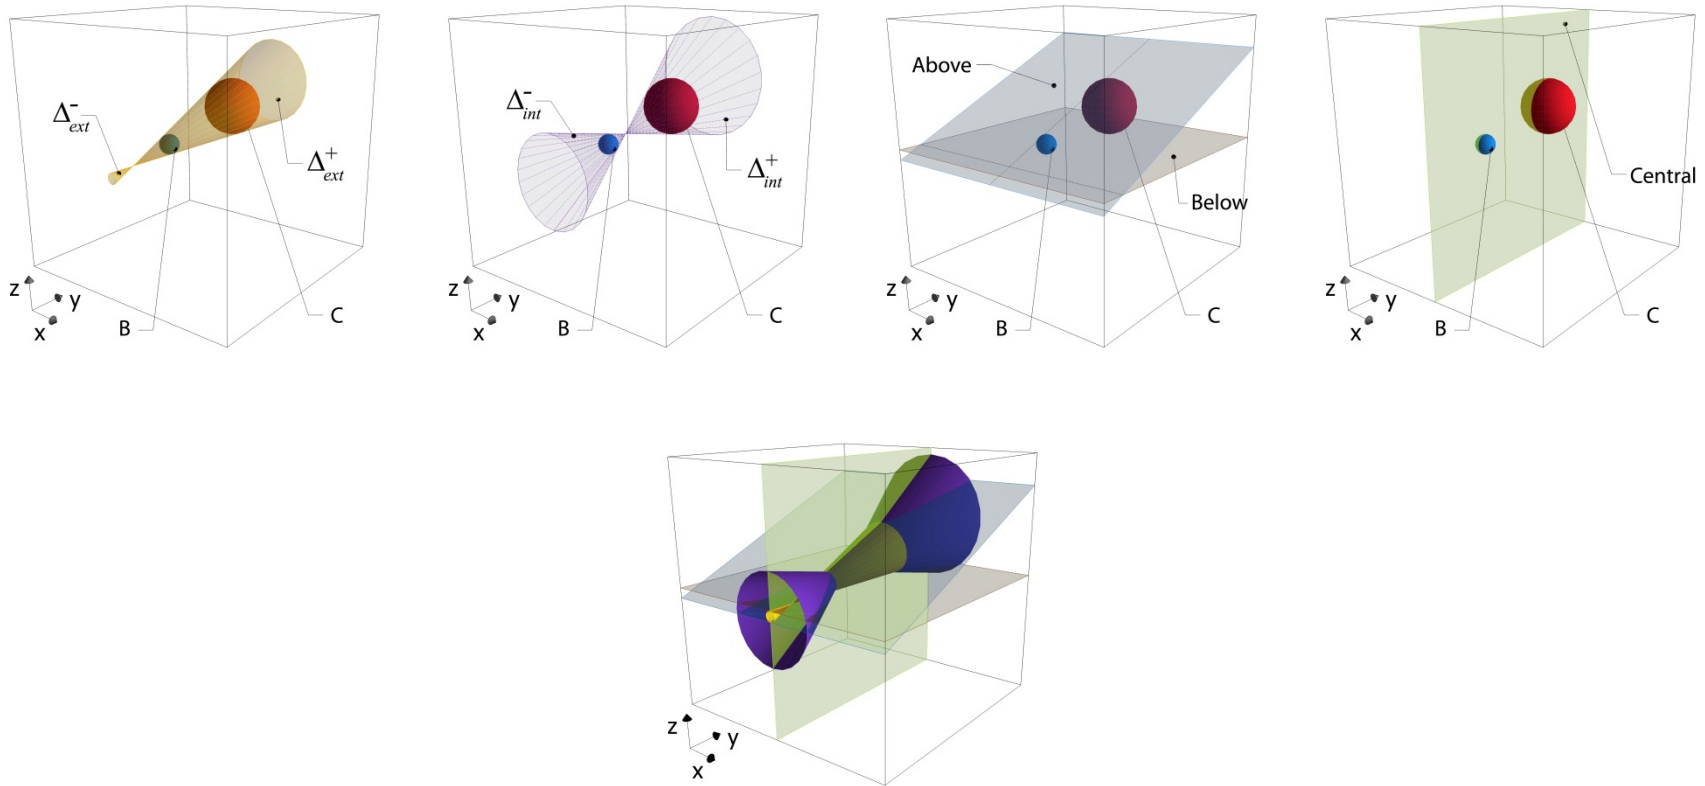 Δ⁻ext
Δ⁺ext
z
y
x
B
C
Δ⁻int
Δ⁺int
z
y
x
B
C
Above
Below
z
y
x
B
C
Central
z
y
x
B
C
z
y
x